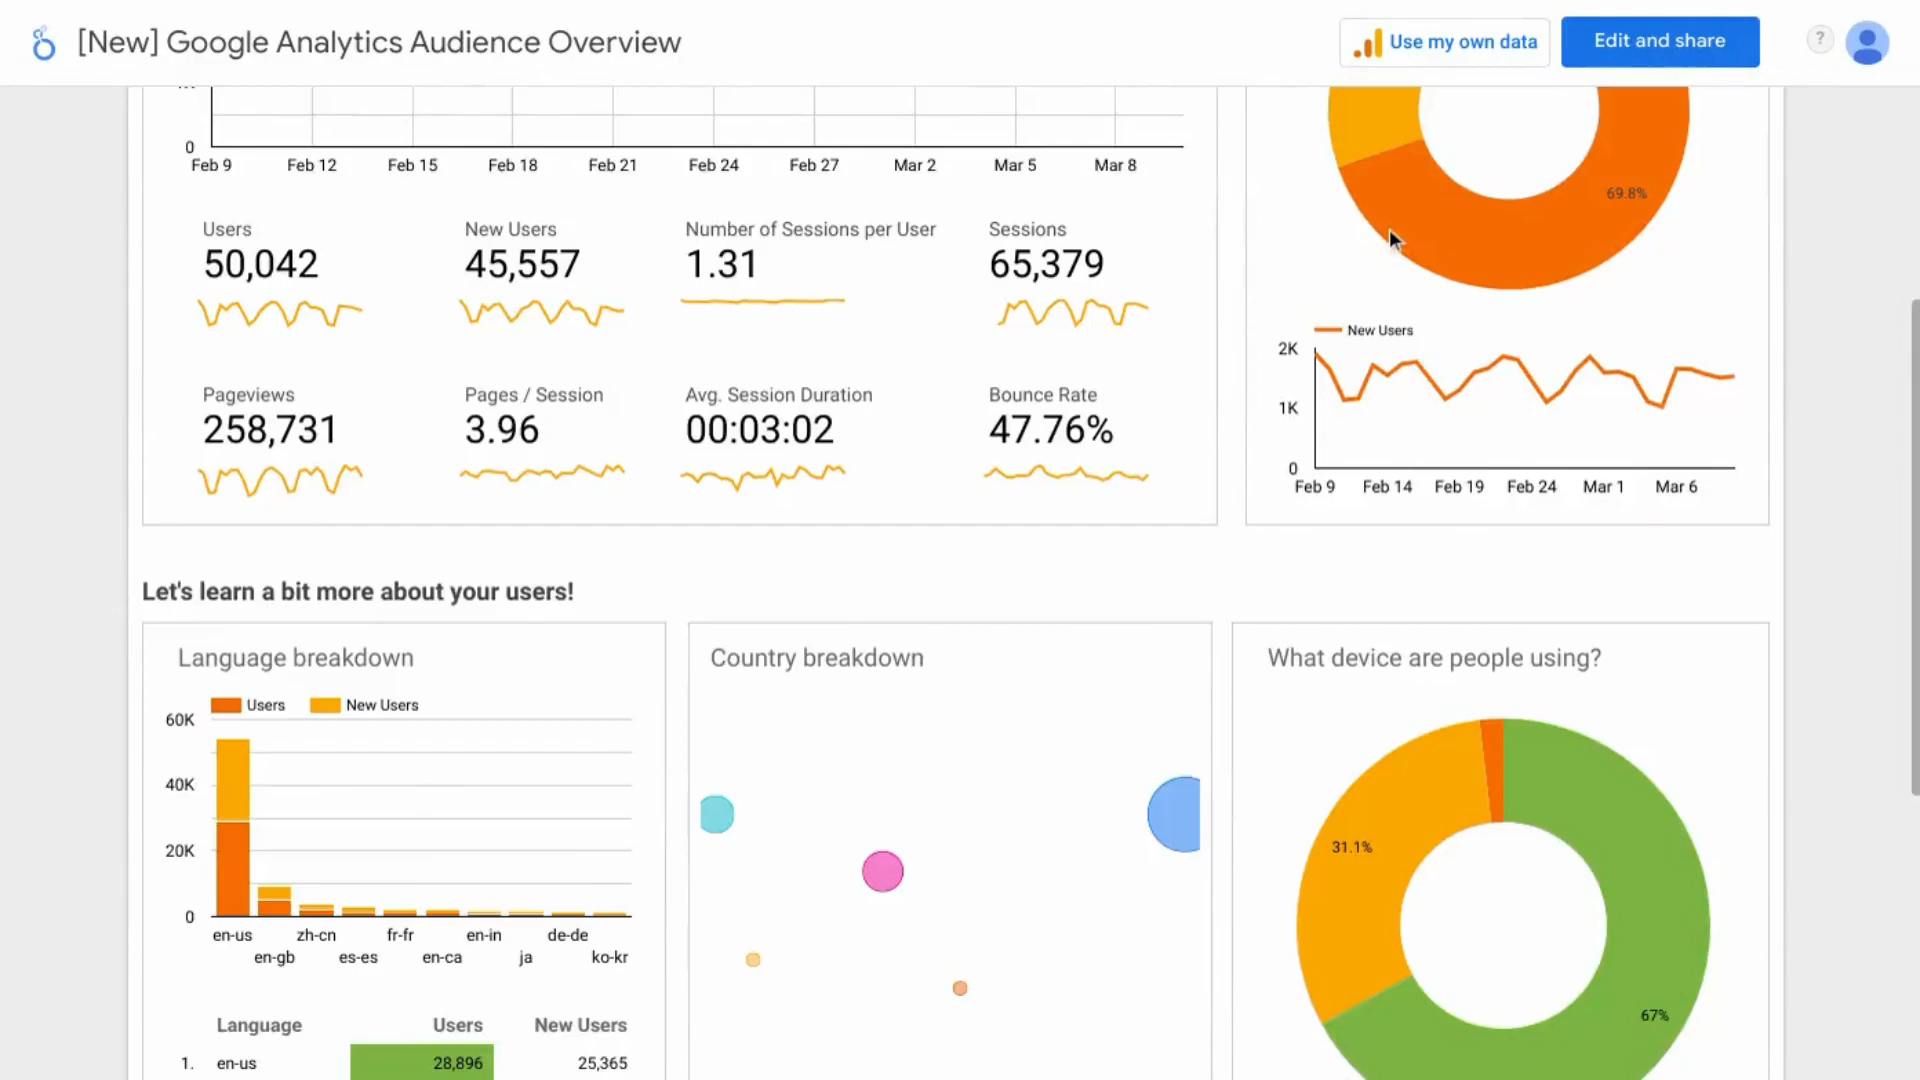 [New] Google Analytics Audience Overview
Use my own data
Edit and share
?
0
Feb 9 Feb 12 Feb 15 Feb 18 Feb 21 Feb 24 Feb 27 Mar 2 Mar 5 Mar 8
69.8%
Users New Users Number of Sessions per User Sessions
50,042 45,557 1.31 65,379
Pageviews Pages / Session Avg. Session Duration Bounce Rate
258,731 3.96 00:03:02 47.76%
New Users
2K
1K
0
Feb 9 Feb 14 Feb 19 Feb 24 Mar 1 Mar 6
Let's learn a bit more about your users!
Language breakdown
Users New Users
60K
40K
20K
0
en-us zh-cn fr-fr en-in de-de
en-gb es-es en-ca ja ko-kr
Language Users New Users
1. en-us 28,896 25,365
Country breakdown
What device are people using?
31.1%
67%